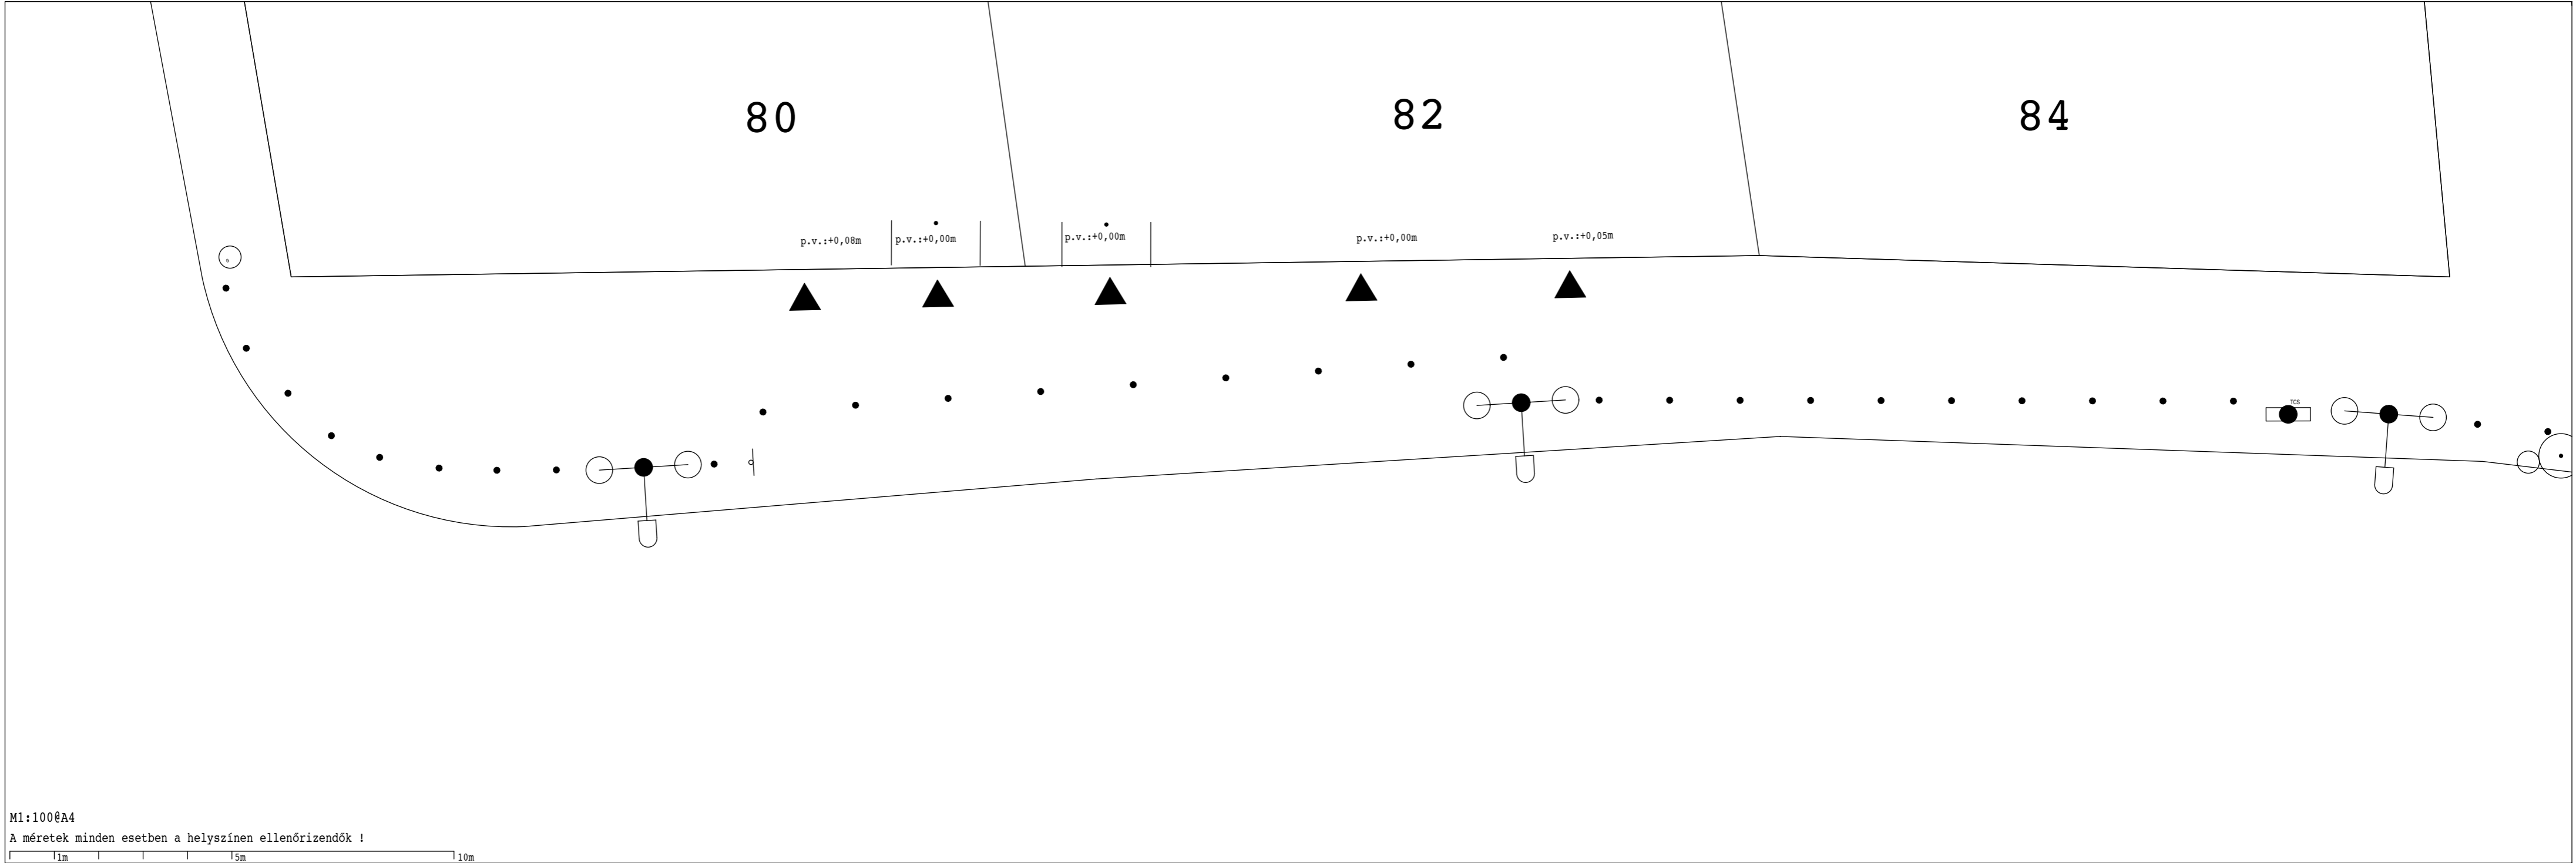 80
82
84
p.v.:+0,08m
p.v.:+0,00m
p.v.:+0,00m
p.v.:+0,00m
p.v.:+0,05m
TCS
M1:100@A4
A méretek minden esetben a helyszínen ellenőrizendők !
1m
5m
10m